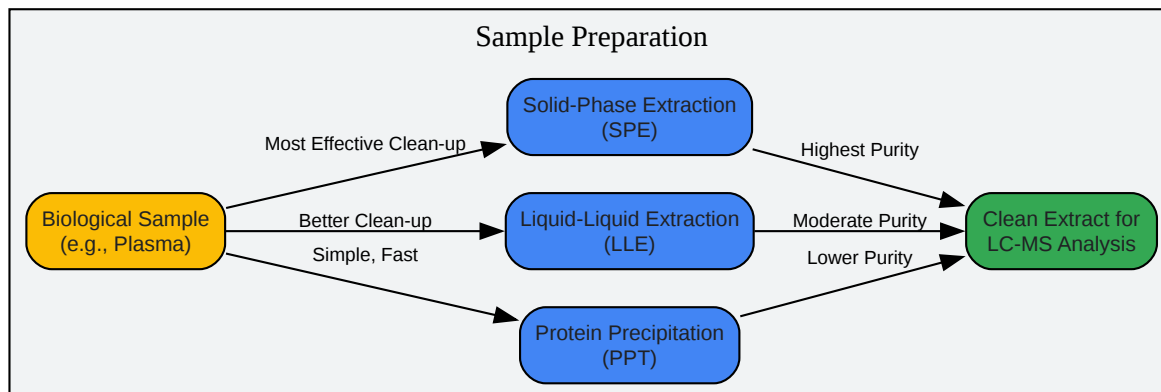 Sample Preparation
Solid-Phase Extraction
(SPE)
Most Effective Clean-up
Highest Purity
Biological Sample
(e.g., Plasma)
Better Clean-up
Liquid-Liquid Extraction
(LLE)
Moderate Purity
Clean Extract for
LC-MS Analysis
Simple, Fast
Lower Purity
Protein Precipitation
(PPT)